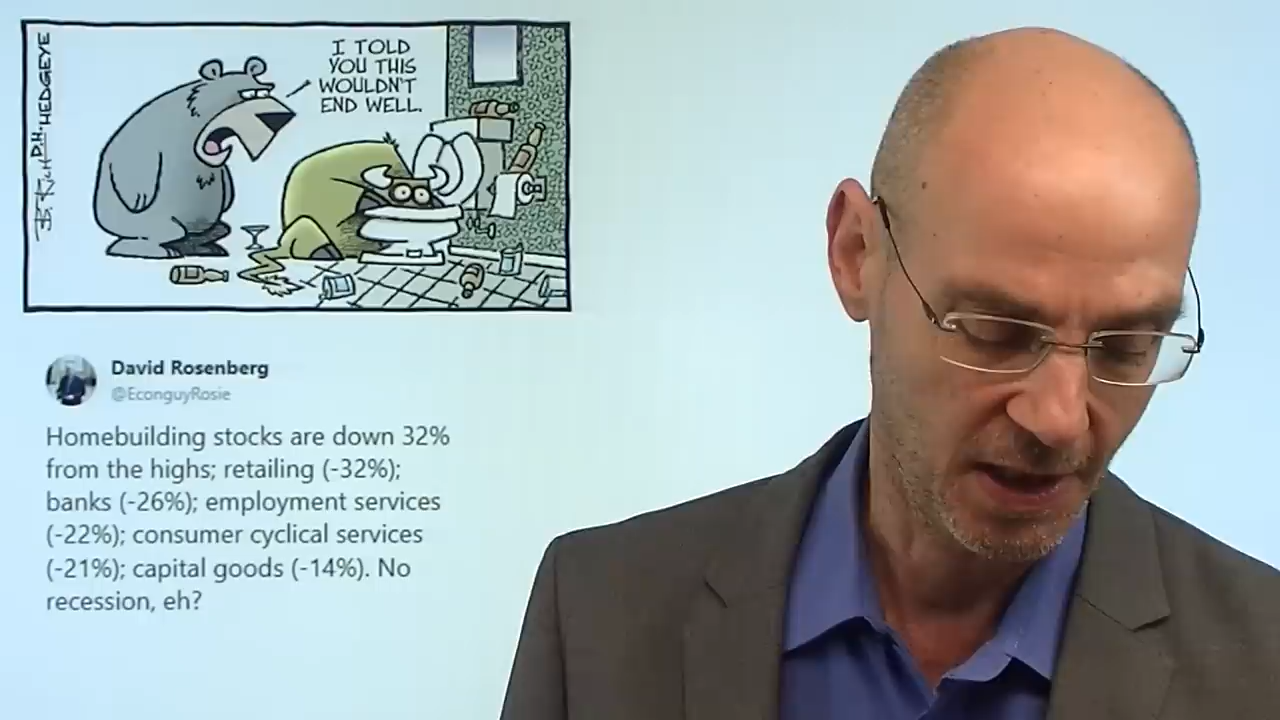 I TOLD
YOU THIS
WOULDN'T
END WELL.
HEDGEYE
David Rosenberg
@EconguyRosie
Homebuilding stocks are down 32%
from the highs; retailing (-32%);
banks (-26%); employment services
(-22%); consumer cyclical services
(-21%); capital goods (-14%). No
recession, eh?